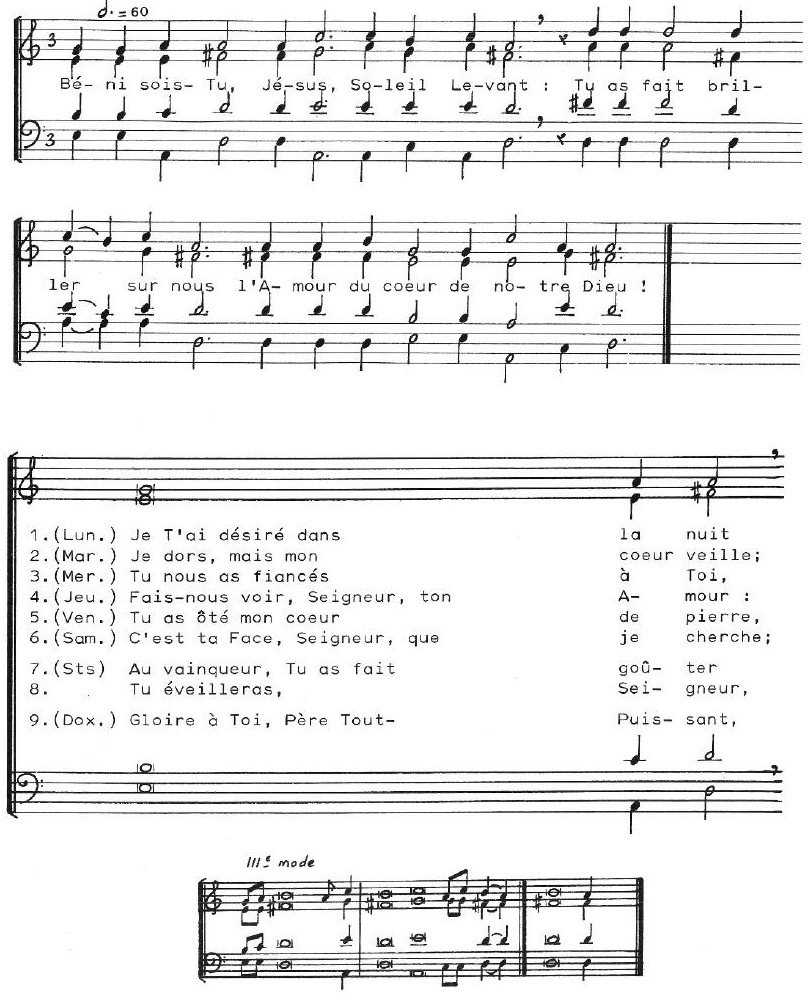 ♩. = 60
3
Bé- ni sois- Tu, Jé-sus, So-leil Le-vant : Tu as fait bril-
3
ler sur nous l'A- mour du coeur de no- tre Dieu !
1.(Lun.) Je T'ai désiré dans la nuit
2.(Mar.) Je dors, mais mon coeur veille;
3.(Mer.) Tu nous as fiancés à Toi,
4.(Jeu.) Fais-nous voir, Seigneur, ton A- mour :
5.(Ven.) Tu as ôté mon coeur de pierre,
6.(Sam.) C'est ta Face, Seigneur, que je cherche;
7.(Sts) Au vainqueur, Tu as fait goû- ter
8. Tu éveilleras, Sei- gneur,
9.(Dox.) Gloire à Toi, Père Tout- Puis- sant,
IIIe mode